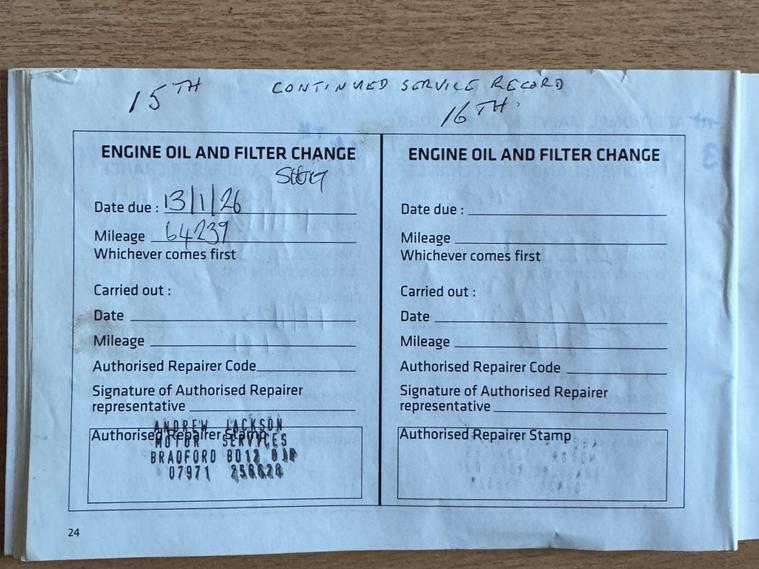 15TH CONTINUED SERVICE RECORD 16TH
ENGINE OIL AND FILTER CHANGE
Date due : 13/1/26
Mileage 64239
Whichever comes first
Carried out :
Date
Mileage
Authorised Repairer Code
Signature of Authorised Repairer
representative
Authorised Repairer Stamp
ANDREW JACKSON
MOTOR SERVICES
BRADFORD BD12
07971
ENGINE OIL AND FILTER CHANGE
Date due :
Mileage
Whichever comes first
Carried out :
Date
Mileage
Authorised Repairer Code
Signature of Authorised Repairer
representative
Authorised Repairer Stamp
24